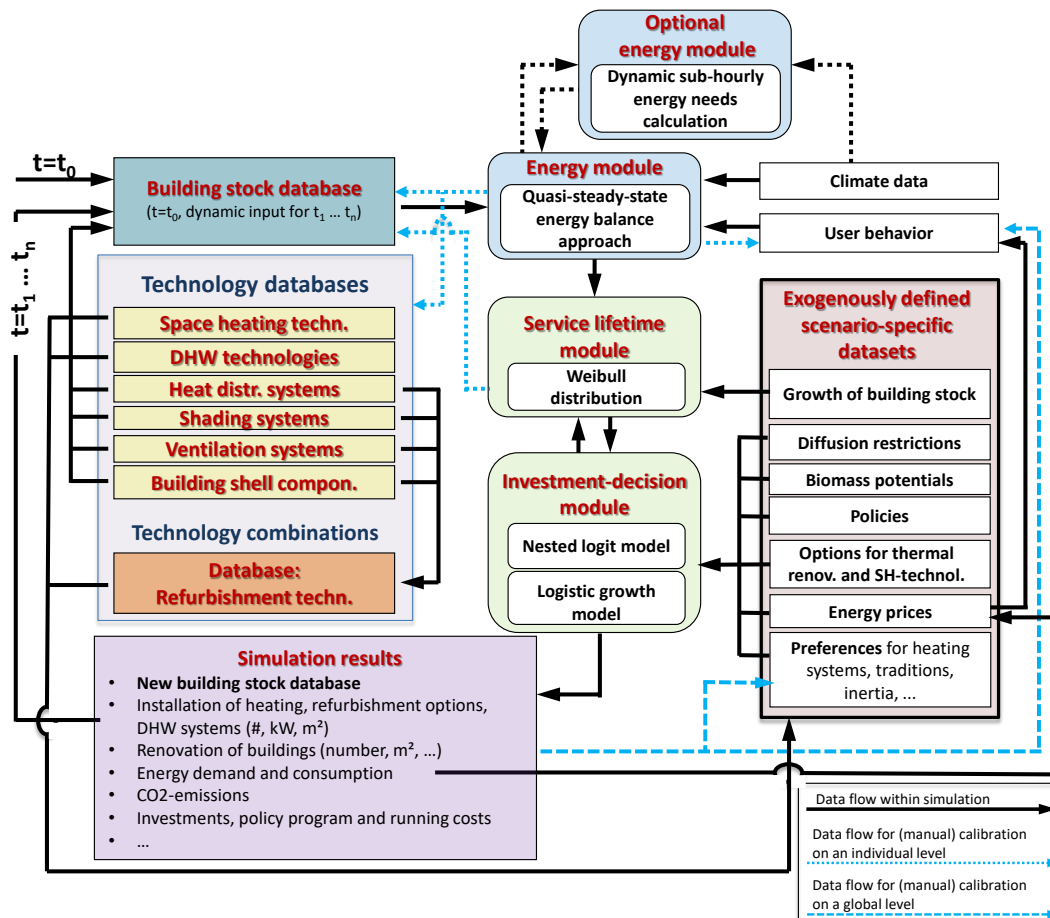 Optional
energy module
Dynamic sub-hourly
energy needs
calculation
t=t0
Building stock database
(t=t0, dynamic input for t1 ... tn)
Energy module
Quasi-steady-state
energy balance
approach
Climate data
User behavior
t=t1 ... tn
Technology databases
Space heating techn.
DHW technologies
Heat distr. systems
Shading systems
Ventilation systems
Building shell compon.
Technology combinations
Database:
Refurbishment techn.
Service lifetime
module
Weibull
distribution
Investment-decision
module
Nested logit model
Logistic growth
model
Exogenously defined
scenario-specific
datasets
Growth of building stock
Diffusion restrictions
Biomass potentials
Policies
Options for thermal
renov. and SH-technol.
Energy prices
Preferences for heating
systems, traditions,
inertia, ...
Simulation results
• New building stock database
• Installation of heating, refurbishment options,
DHW systems (#, kW, m²)
• Renovation of buildings (number, m², ...)
• Energy demand and consumption
• CO2-emissions
• Investments, policy program and running costs
• ...
Data flow within simulation
Data flow for (manual) calibration
on an individual level
Data flow for (manual) calibration
on a global level